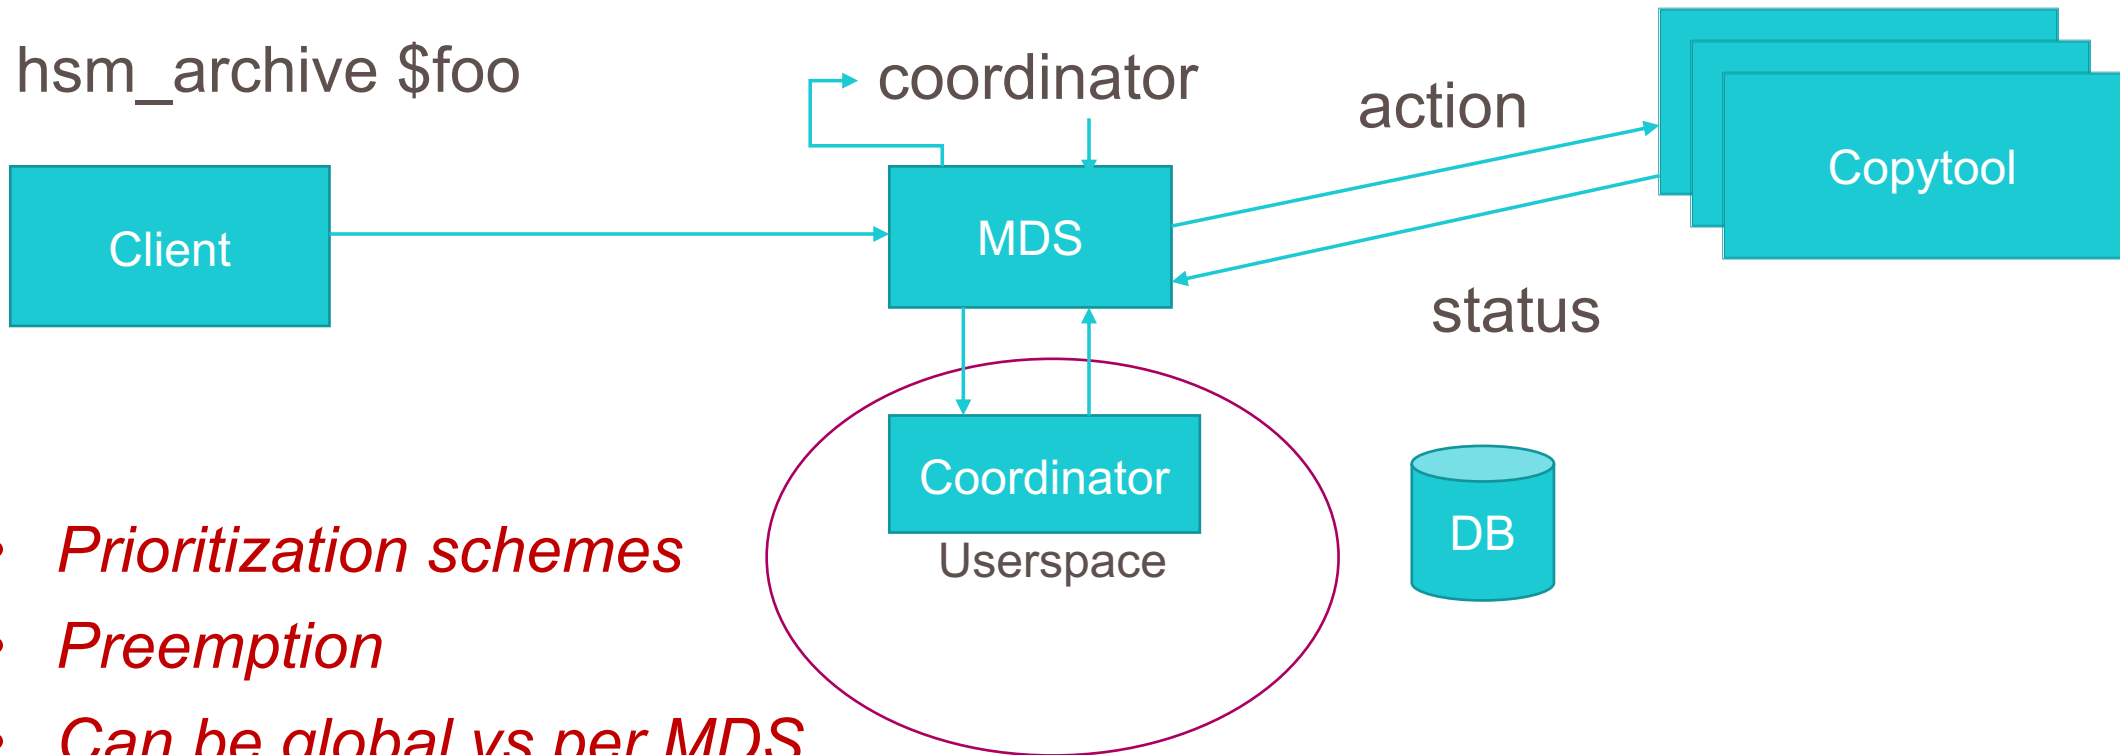 hsm_archive $foo
coordinator
action
Copytool
Client
MDS
status
Coordinator
Userspace
DB
• Prioritization schemes
• Preemption
• Can be global vs per MDS